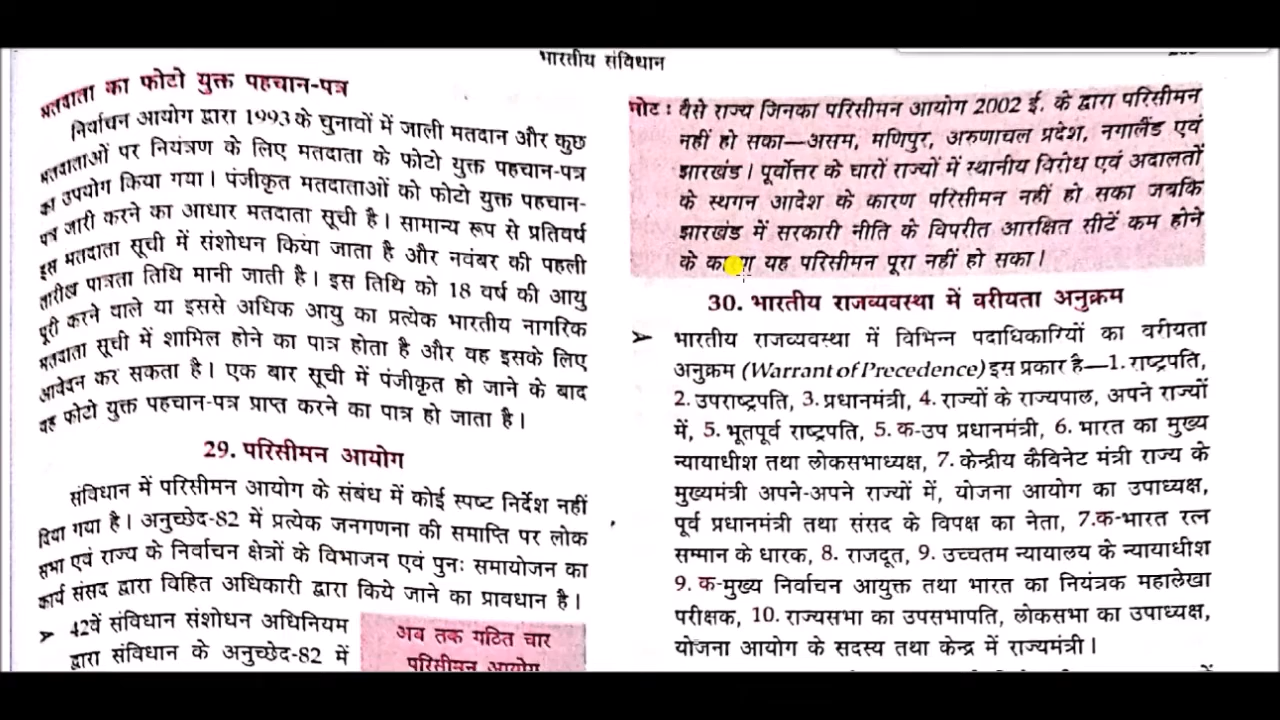 भारतीय संविधान
मतदाता का फोटो युक्त पहचान-पत्र
निर्वाचन आयोग द्वारा 1993 के चुनावों में जाली मतदान और कुछ
मतदाताओं पर नियंत्रण के लिए मतदाता के फोटो युक्त पहचान-पत्र
का उपयोग किया गया। पंजीकृत मतदाताओं को फोटो युक्त पहचान-
पत्र जारी करने का आधार मतदाता सूची है। सामान्य रूप से प्रतिवर्ष
इस मतदाता सूची में संशोधन किया जाता है और नवंबर की पहली
तारीख पात्रता तिथि मानी जाती है। इस तिथि को 18 वर्ष की आयु
पूरी करने वाले या इससे अधिक आयु का प्रत्येक भारतीय नागरिक
मतदाता सूची में शामिल होने का पात्र होता है और वह इसके लिए
आवेदन कर सकता है। एक बार सूची में पंजीकृत हो जाने के बाद
वह फोटो युक्त पहचान-पत्र प्राप्त करने का पात्र हो जाता है।
29. परिसीमन आयोग
संविधान में परिसीमन आयोग के संबंध में कोई स्पष्ट निर्देश नहीं
दिया गया है। अनुच्छेद-82 में प्रत्येक जनगणना की समाप्ति पर लोक
सभा एवं राज्य के निर्वाचन क्षेत्रों के विभाजन एवं पुनः समायोजन का
कार्य संसद द्वारा विहित अधिकारी द्वारा किये जाने का प्रावधान है।
➤ 42वें संविधान संशोधन अधिनियम
द्वारा संविधान के अनुच्छेद-82 में
अब तक गठित चार
परिसीमन आयोग
नोट : वैसे राज्य जिनका परिसीमन आयोग 2002 ई. के द्वारा परिसीमन
नहीं हो सका—असम, मणिपुर, अरुणाचल प्रदेश, नगालैंड एवं
झारखंड। पूर्वोत्तर के चारों राज्यों में स्थानीय विरोध एवं अदालतों
के स्थगन आदेश के कारण परिसीमन नहीं हो सका जबकि
झारखंड में सरकारी नीति के विपरीत आरक्षित सीटें कम होने
के कारण यह परिसीमन पूरा नहीं हो सका।
30. भारतीय राजव्यवस्था में वरीयता अनुक्रम
➤ भारतीय राजव्यवस्था में विभिन्न पदाधिकारियों का वरीयता
अनुक्रम (Warrant of Precedence) इस प्रकार है—1. राष्ट्रपति,
2. उपराष्ट्रपति, 3. प्रधानमंत्री, 4. राज्यों के राज्यपाल, अपने राज्यों
में, 5. भूतपूर्व राष्ट्रपति, 5. क-उप प्रधानमंत्री, 6. भारत का मुख्य
न्यायाधीश तथा लोकसभाध्यक्ष, 7. केन्द्रीय कैबिनेट मंत्री राज्य के
मुख्यमंत्री अपने-अपने राज्यों में, योजना आयोग का उपाध्यक्ष,
पूर्व प्रधानमंत्री तथा संसद के विपक्ष का नेता, 7.क-भारत रत्न
सम्मान के धारक, 8. राजदूत, 9. उच्चतम न्यायालय के न्यायाधीश
9. क-मुख्य निर्वाचन आयुक्त तथा भारत का नियंत्रक महालेखा
परीक्षक, 10. राज्यसभा का उपसभापति, लोकसभा का उपाध्यक्ष,
योजना आयोग के सदस्य तथा केन्द्र में राज्यमंत्री।